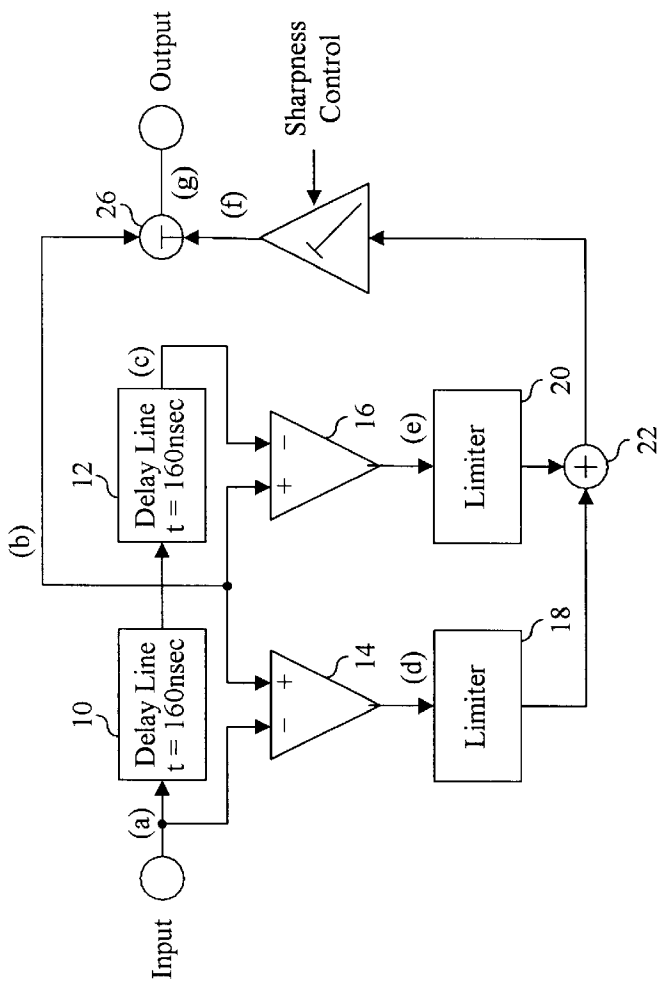 Input
(a)
10
Delay Line
t = 160nsec
(b)
12
Delay Line
t = 160nsec
(c)
26
(g)
Output
(f)
Sharpness
Control
−
+
14
+
−
16
(d)
(e)
Limiter
18
Limiter
20
+
22